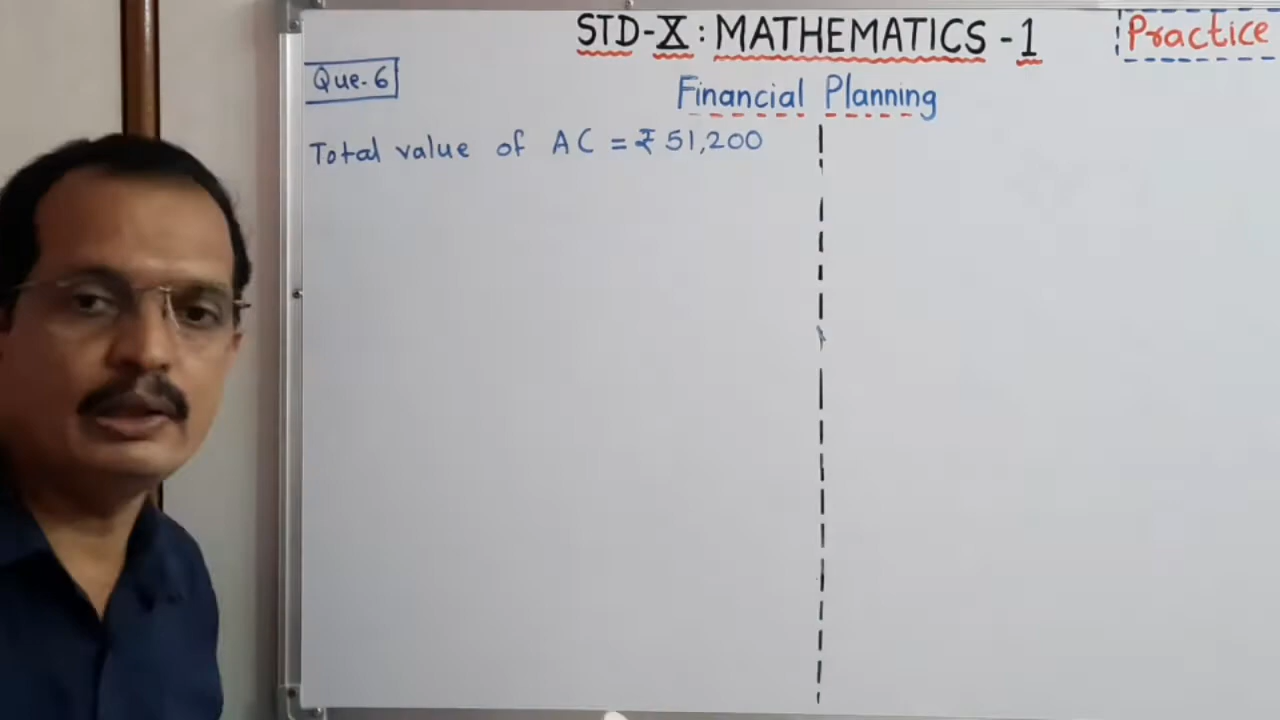 STD-X: MATHEMATICS -1
Practice
Que. 6
Financial Planning
Total value of AC = ₹ 51,200